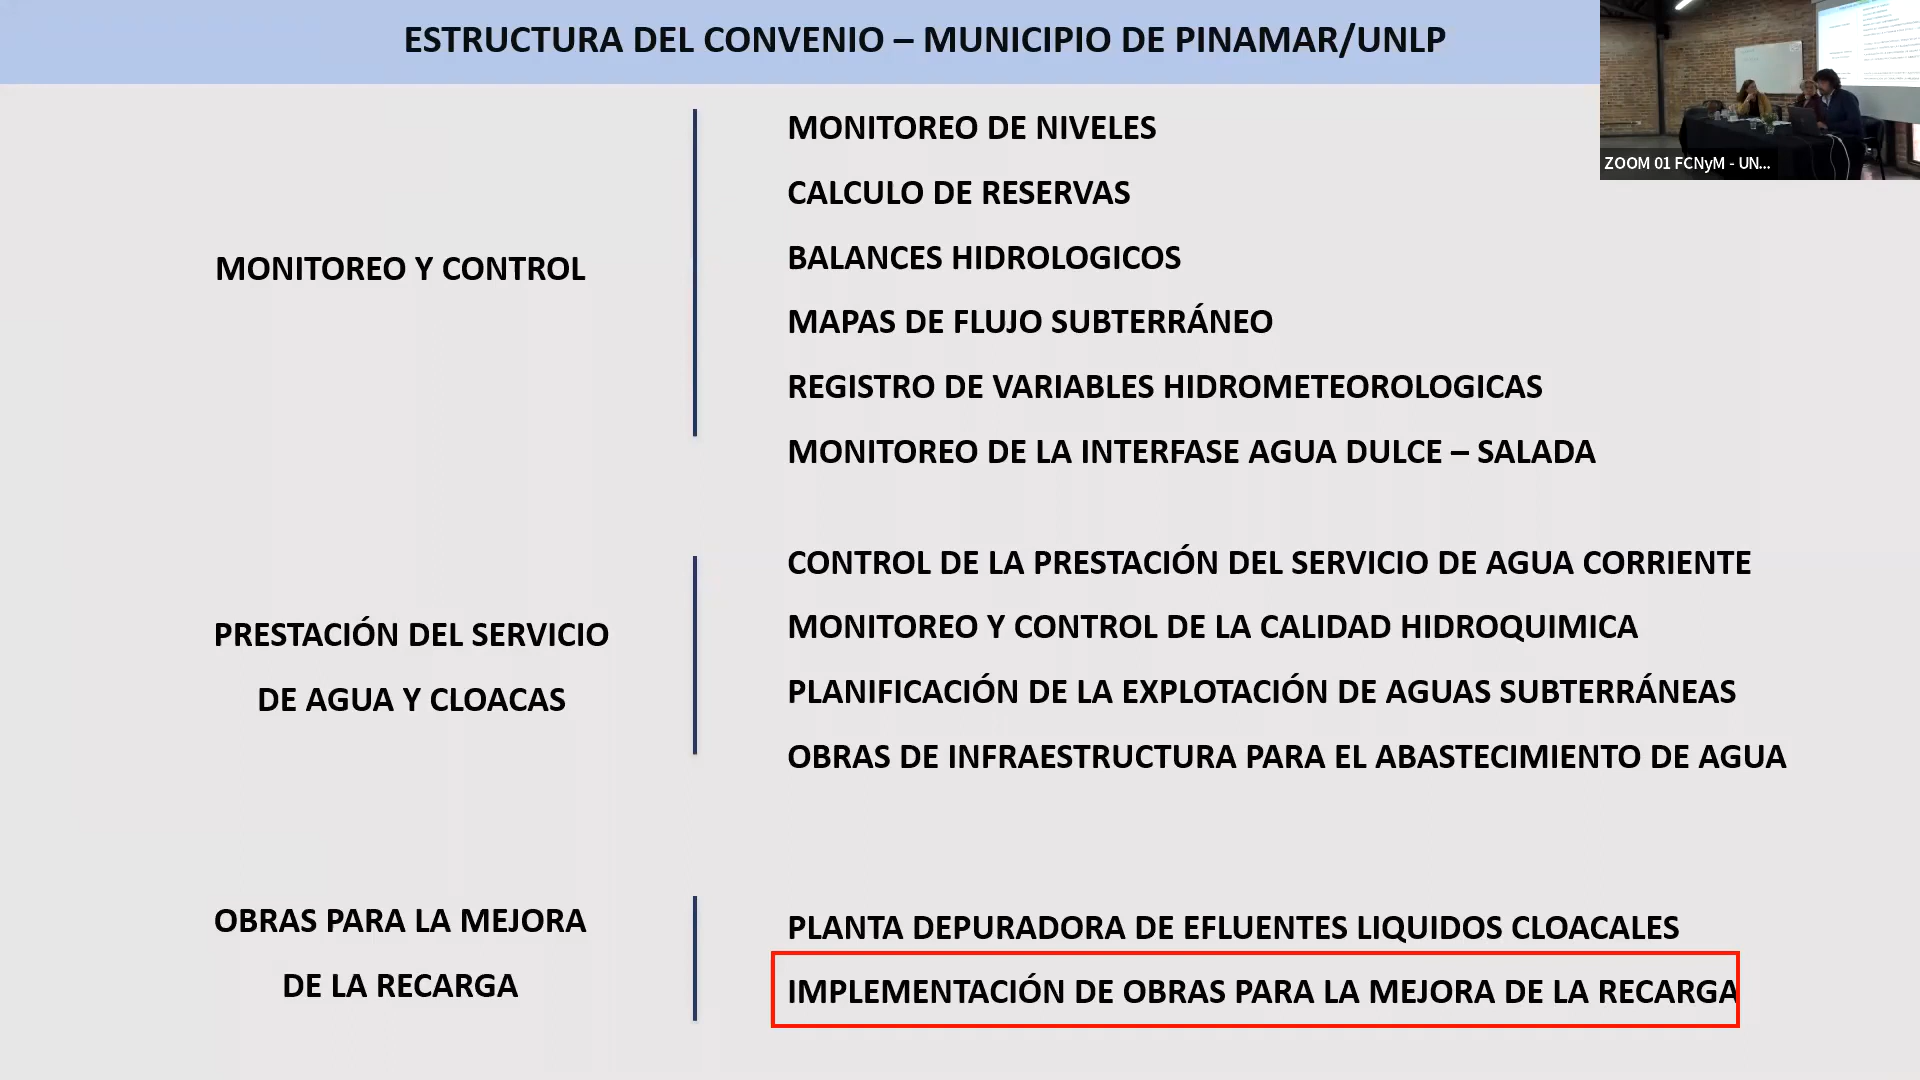 ESTRUCTURA DEL CONVENIO – MUNICIPIO DE PINAMAR/UNLP
ZOOM 01 FCNyM - UN...
MONITOREO Y CONTROL
MONITOREO DE NIVELES
CALCULO DE RESERVAS
BALANCES HIDROLOGICOS
MAPAS DE FLUJO SUBTERRÁNEO
REGISTRO DE VARIABLES HIDROMETEOROLOGICAS
MONITOREO DE LA INTERFASE AGUA DULCE – SALADA
PRESTACIÓN DEL SERVICIO
DE AGUA Y CLOACAS
CONTROL DE LA PRESTACIÓN DEL SERVICIO DE AGUA CORRIENTE
MONITOREO Y CONTROL DE LA CALIDAD HIDROQUIMICA
PLANIFICACIÓN DE LA EXPLOTACIÓN DE AGUAS SUBTERRÁNEAS
OBRAS DE INFRAESTRUCTURA PARA EL ABASTECIMIENTO DE AGUA
OBRAS PARA LA MEJORA
DE LA RECARGA
PLANTA DEPURADORA DE EFLUENTES LIQUIDOS CLOACALES
IMPLEMENTACIÓN DE OBRAS PARA LA MEJORA DE LA RECARGA